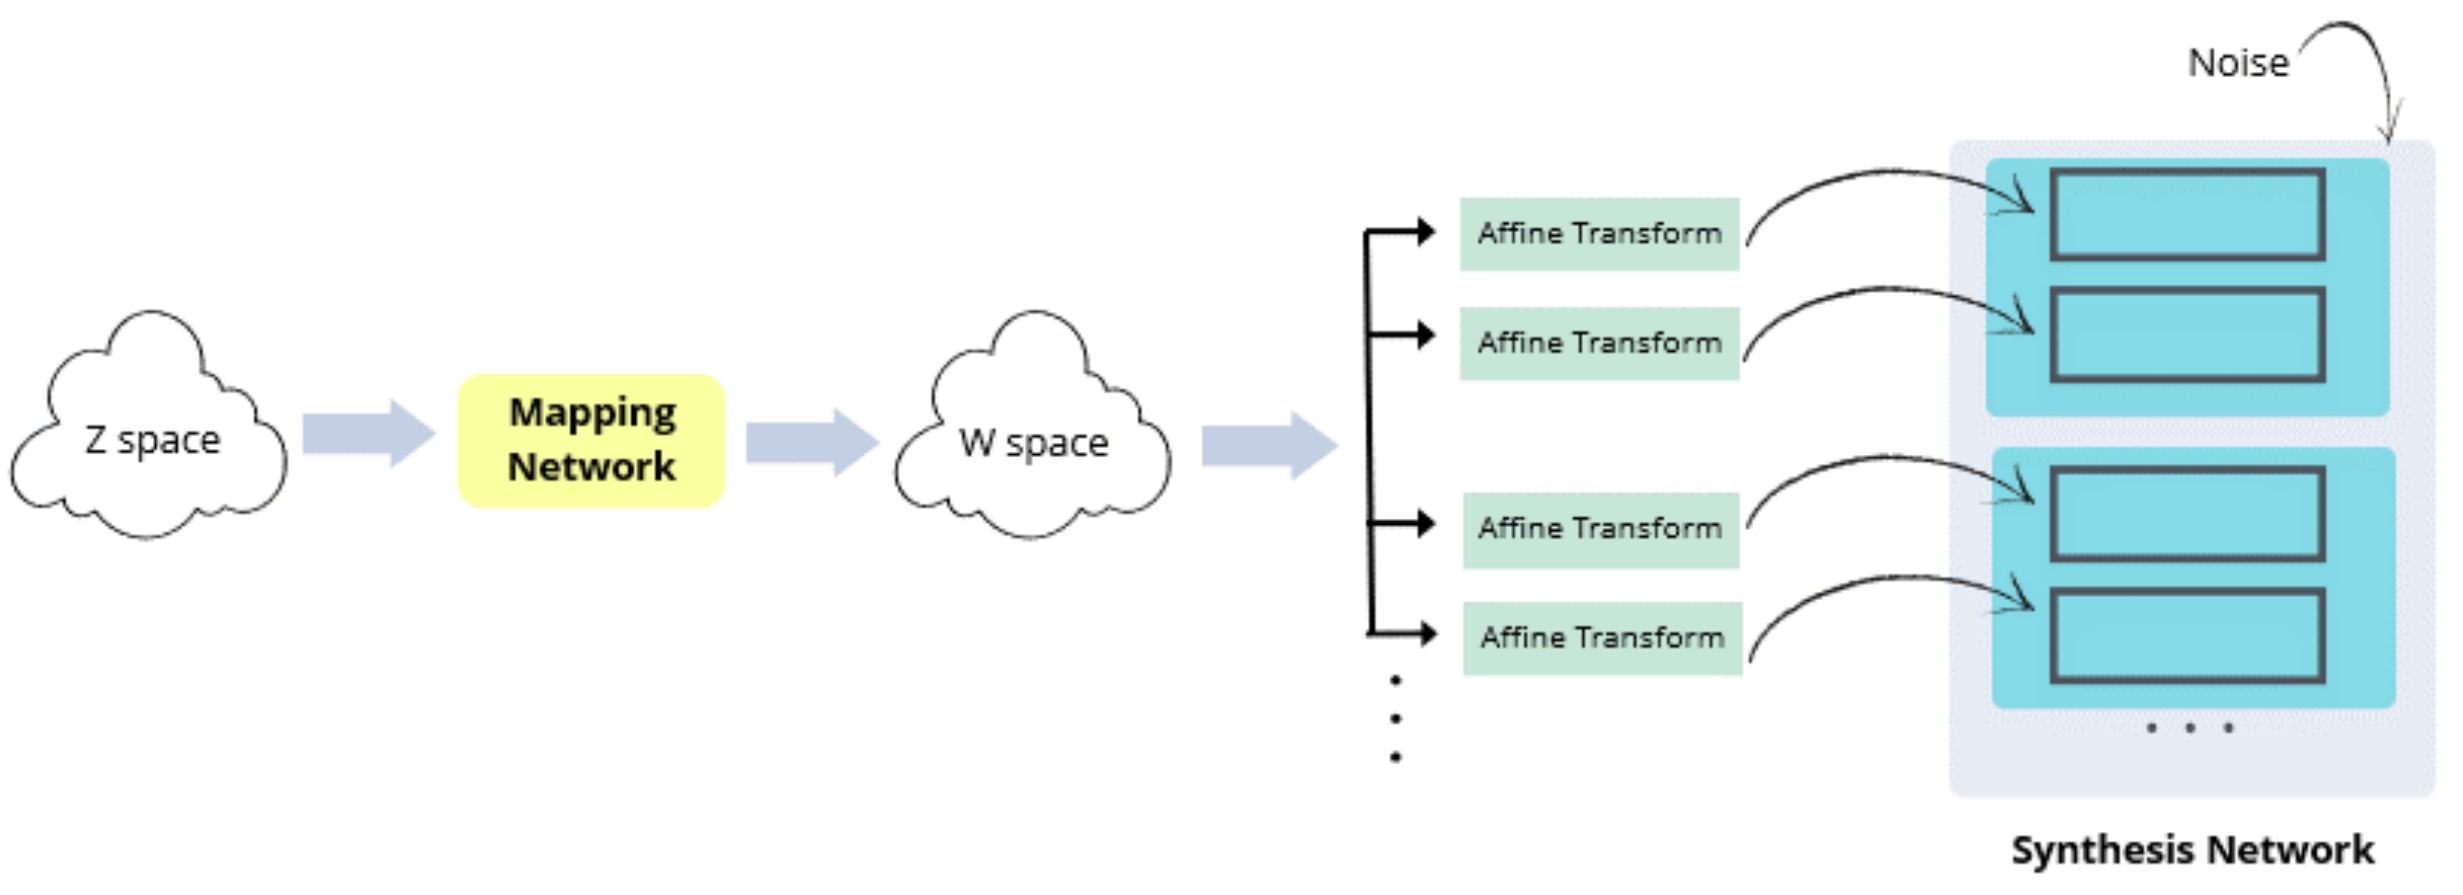 Noise
Z space
Mapping
Network
W space
Affine Transform
Affine Transform
Affine Transform
Affine Transform
Synthesis Network